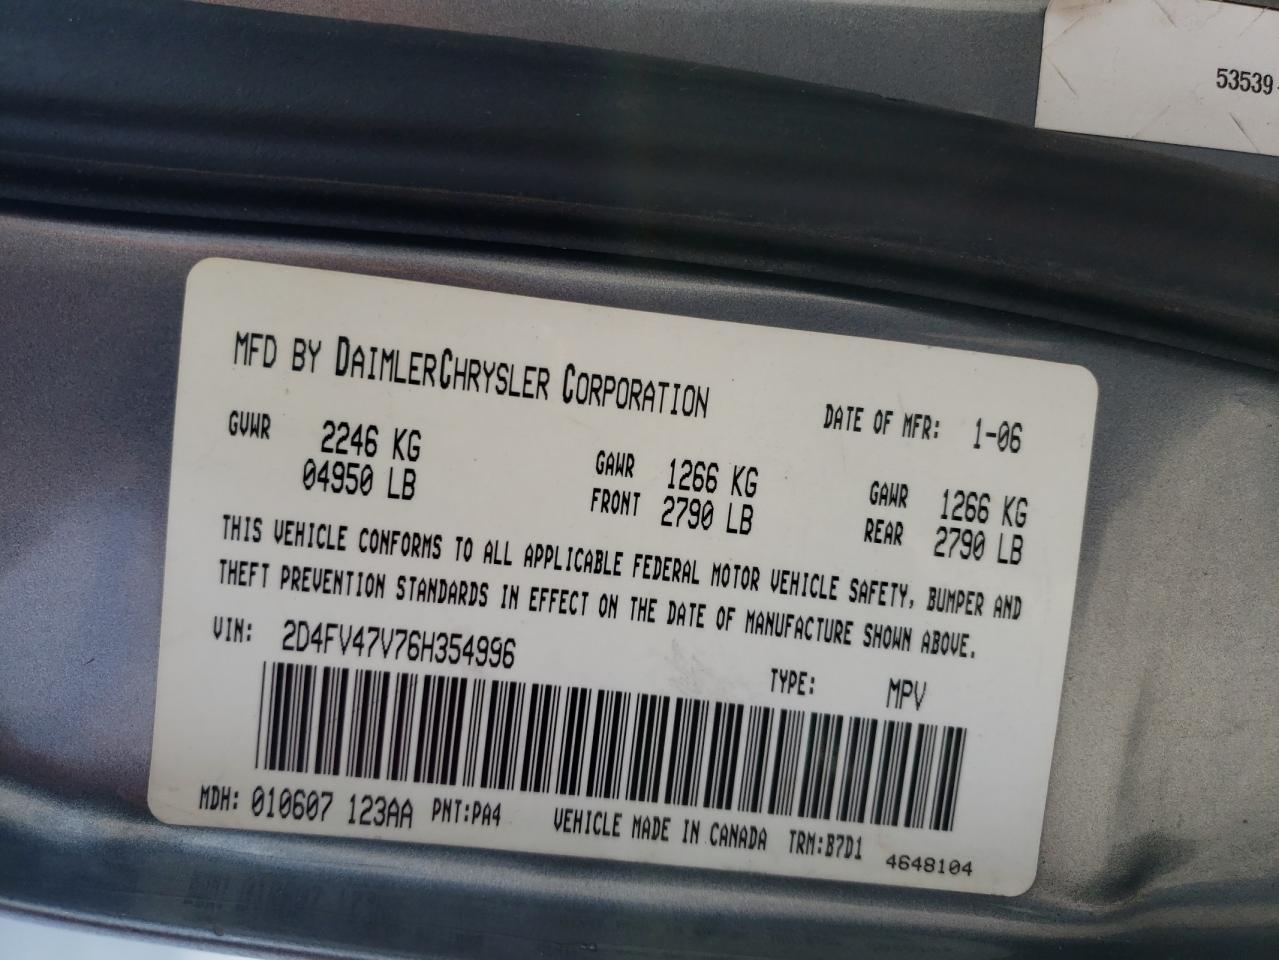 53539
MFD BY DAIMLERCHRYSLER CORPORATION
DATE OF MFR: 1-06
GVWR 2246 KG
04950 LB
GAWR 1266 KG
FRONT 2790 LB
GAWR 1266 KG
REAR 2790 LB
THIS VEHICLE CONFORMS TO ALL APPLICABLE FEDERAL MOTOR VEHICLE SAFETY, BUMPER AND
THEFT PREVENTION STANDARDS IN EFFECT ON THE DATE OF MANUFACTURE SHOWN ABOVE.
VIN: 2D4FV47V76H354996
TYPE: MPV
MDH: 010607 123AA PNT:PA4 VEHICLE MADE IN CANADA TRM:B7D1
4648104